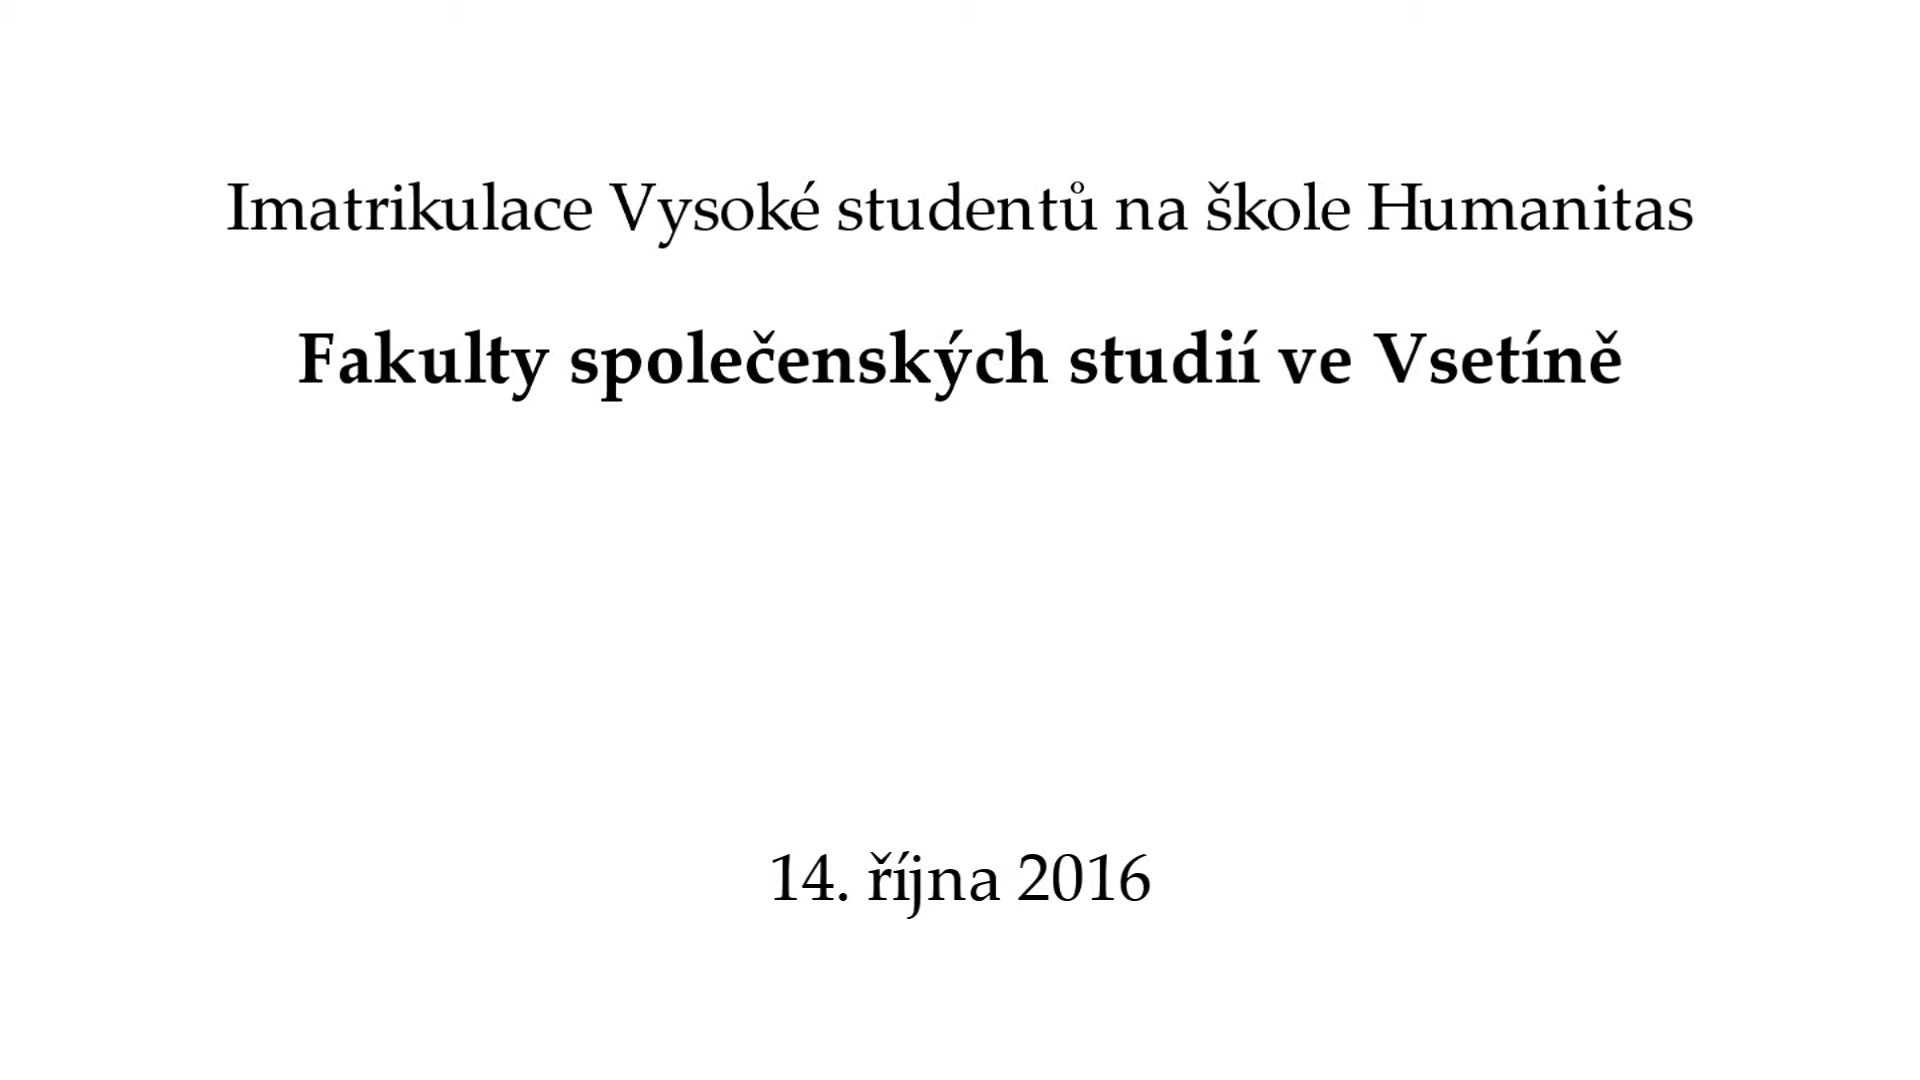 Imatrikulace Vysoké studentů na škole Humanitas
Fakulty společenských studií ve Vsetíně
14. října 2016